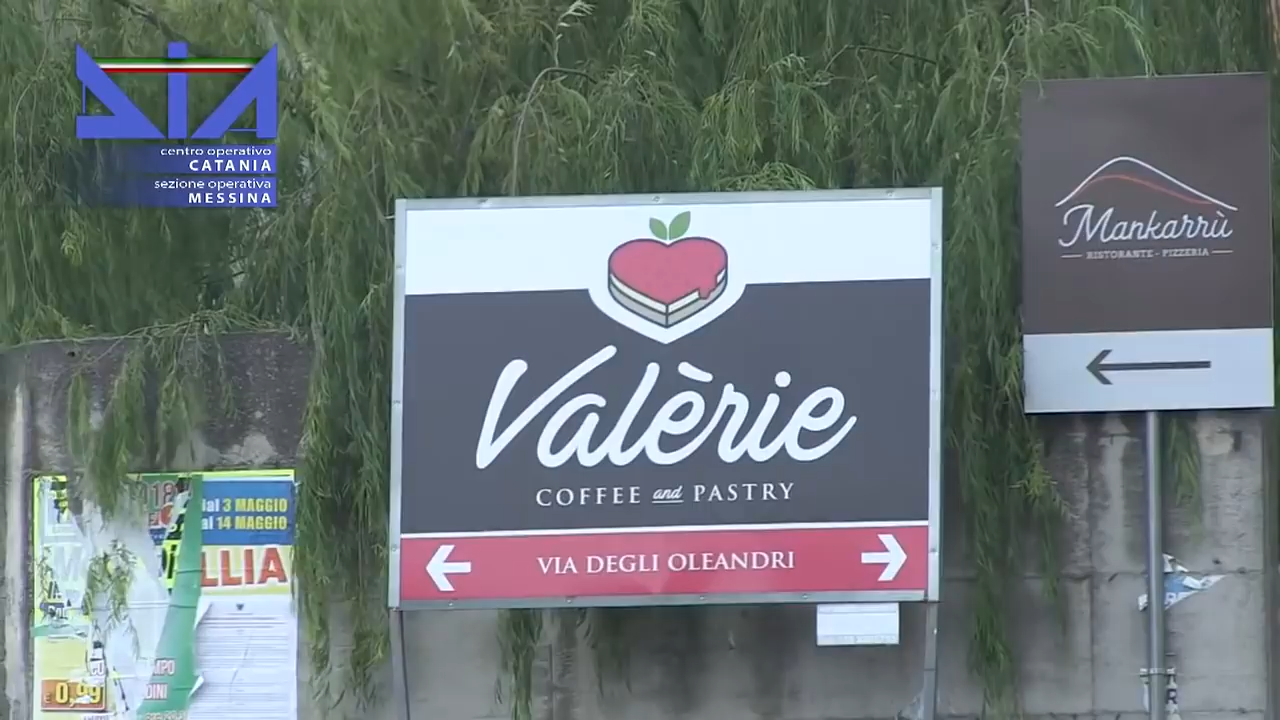 DIA
centro operativo
CATANIA
sezione operativa
MESSINA
Mankarrù
RISTORANTE - PIZZERIA
Valèrie
COFFEE and PASTRY
VIA DEGLI OLEANDRI
dal 3 MAGGIO
al 14 MAGGIO
LLIA
0,99